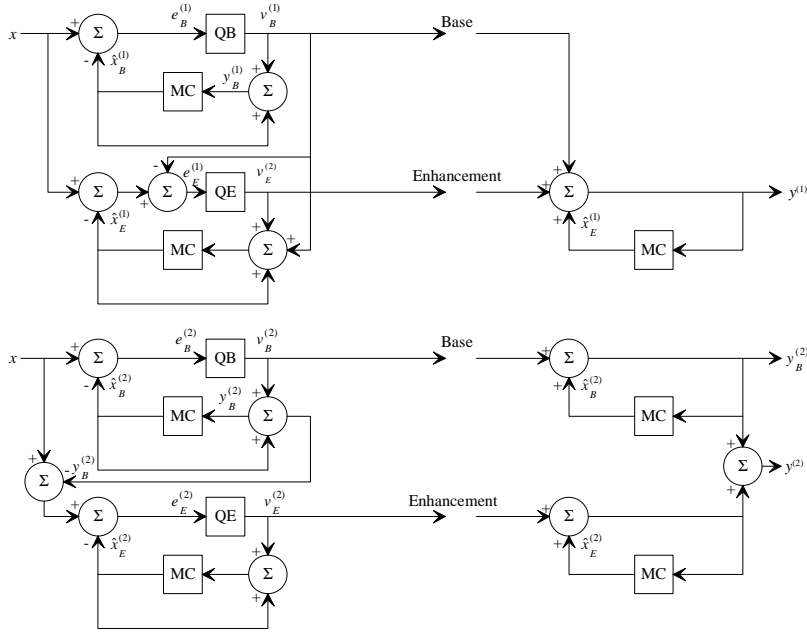 x + Σ e_B^(1) QB v_B^(1) Base
- x̂_B^(1) MC y_B^(1) + Σ +
+ Σ + Σ - e_E^(1) QE v_E^(2) Enhancement + + Σ y^(1)
- x̂_E^(1) MC + Σ + + + x̂_E^(1) MC
x + Σ e_B^(2) QB v_B^(2) Base + Σ y_B^(2)
- x̂_B^(2) MC y_B^(2) + Σ + + x̂_B^(2) MC
+ Σ - y_B^(2) + Σ + y^(2)
+ Σ e_E^(2) QE v_E^(2) Enhancement + Σ
- x̂_E^(2) MC + Σ + + x̂_E^(2) MC